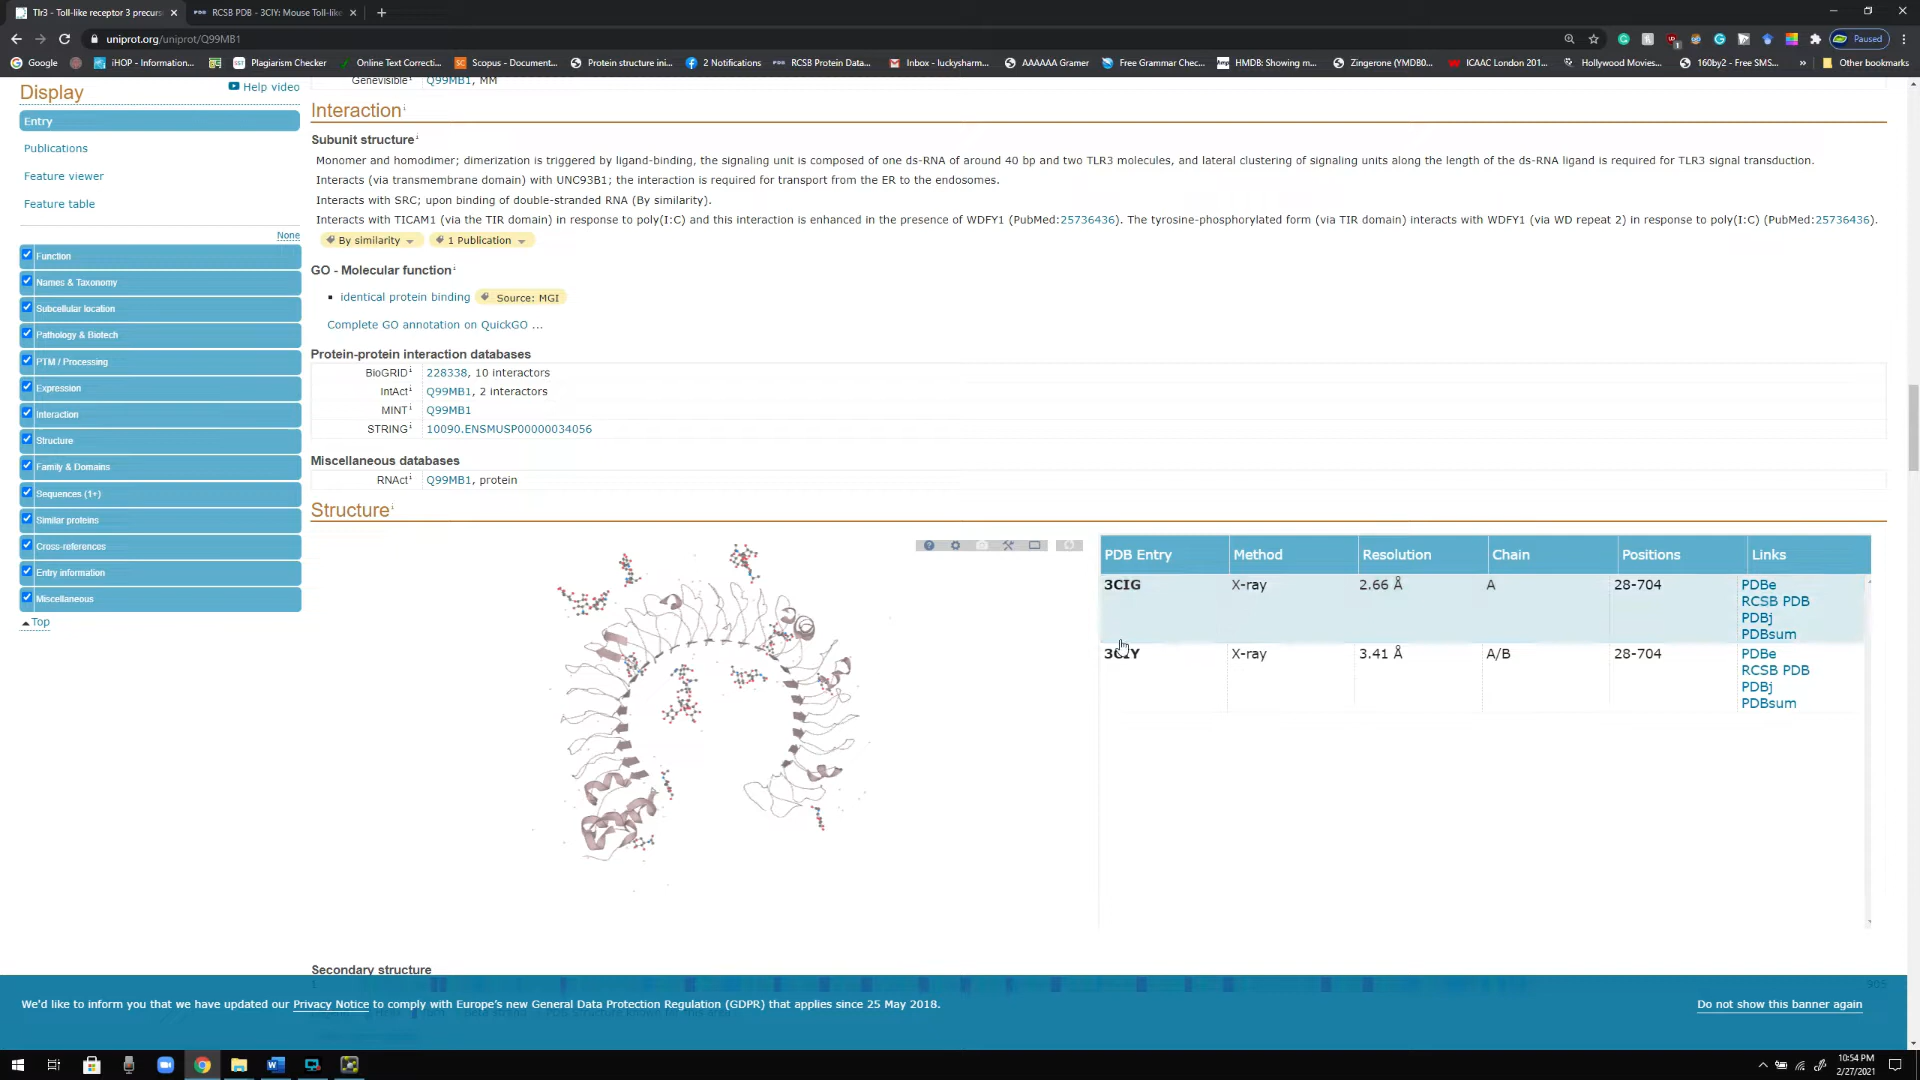 Tlr3 - Toll-like receptor 3 precurs
RCSB PDB - 3CIY: Mouse Toll-like
uniprot.org/uniprot/Q99MB1
Paused
Google
iHOP - Information...
Plagiarism Checker
Online Text Correcti...
Scopus - Document...
Protein structure ini...
2 Notifications
RCSB Protein Data...
Inbox - luckysharm...
AAAAAA Gramer
Free Grammar Chec...
HMDB: Showing m...
Zingerone (YMDB0...
ICAAC London 201...
Hollywood Movies...
160by2 - Free SMS...
»
Other bookmarks
Display
Help video
Entry
Publications
Feature viewer
Feature table
None
Function
Names & Taxonomy
Subcellular location
Pathology & Biotech
PTM / Processing
Expression
Interaction
Structure
Family & Domains
Sequences (1+)
Similar proteins
Cross-references
Entry information
Miscellaneous
Top
Genevisible i Q99MB1, MM
Interaction i
Subunit structure i
Monomer and homodimer; dimerization is triggered by ligand-binding, the signaling unit is composed of one ds-RNA of around 40 bp and two TLR3 molecules, and lateral clustering of signaling units along the length of the ds-RNA ligand is required for TLR3 signal transduction.
Interacts (via transmembrane domain) with UNC93B1; the interaction is required for transport from the ER to the endosomes.
Interacts with SRC; upon binding of double-stranded RNA (By similarity).
Interacts with TICAM1 (via the TIR domain) in response to poly(I:C) and this interaction is enhanced in the presence of WDFY1 (PubMed:25736436). The tyrosine-phosphorylated form (via TIR domain) interacts with WDFY1 (via WD repeat 2) in response to poly(I:C) (PubMed:25736436).
By similarity 1 Publication
GO - Molecular function i
identical protein binding Source: MGI
Complete GO annotation on QuickGO ...
Protein-protein interaction databases
BioGRID i 228338, 10 interactors
IntAct i Q99MB1, 2 interactors
MINT i Q99MB1
STRING i 10090.ENSMUSP00000034056
Miscellaneous databases
RNAct i Q99MB1, protein
Structure i
PDB Entry Method Resolution Chain Positions Links
3CIG X-ray 2.66 Å A 28-704 PDBe
RCSB PDB
PDBj
PDBsum
3CIY X-ray 3.41 Å A/B 28-704 PDBe
RCSB PDB
PDBj
PDBsum
Secondary structure
1 905
We'd like to inform you that we have updated our Privacy Notice to comply with Europe's new General Data Protection Regulation (GDPR) that applies since 25 May 2018.
Do not show this banner again
10:54 PM
2/27/2021